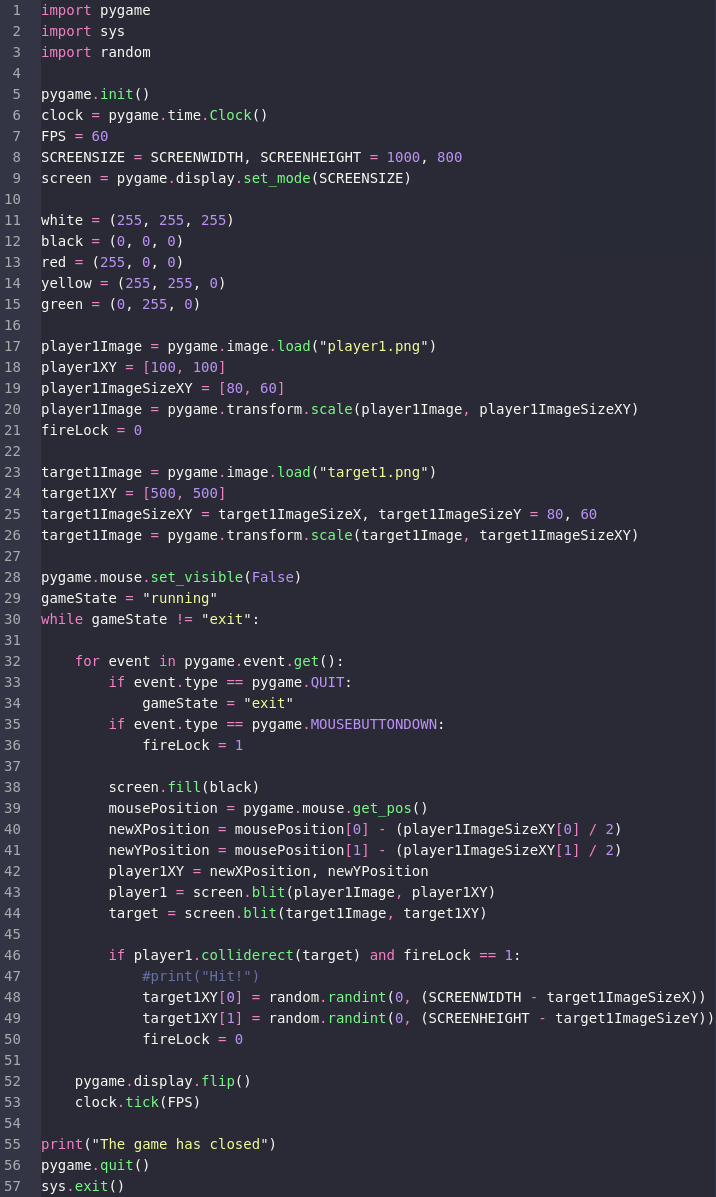 1 import pygame
2 import sys
3 import random
4
5 pygame.init()
6 clock = pygame.time.Clock()
7 FPS = 60
8 SCREENSIZE = SCREENWIDTH, SCREENHEIGHT = 1000, 800
9 screen = pygame.display.set_mode(SCREENSIZE)
10
11 white = (255, 255, 255)
12 black = (0, 0, 0)
13 red = (255, 0, 0)
14 yellow = (255, 255, 0)
15 green = (0, 255, 0)
16
17 player1Image = pygame.image.load("player1.png")
18 player1XY = [100, 100]
19 player1ImageSizeXY = [80, 60]
20 player1Image = pygame.transform.scale(player1Image, player1ImageSizeXY)
21 fireLock = 0
22
23 target1Image = pygame.image.load("target1.png")
24 target1XY = [500, 500]
25 target1ImageSizeXY = target1ImageSizeX, target1ImageSizeY = 80, 60
26 target1Image = pygame.transform.scale(target1Image, target1ImageSizeXY)
27
28 pygame.mouse.set_visible(False)
29 gameState = "running"
30 while gameState != "exit":
31
32     for event in pygame.event.get():
33         if event.type == pygame.QUIT:
34             gameState = "exit"
35         if event.type == pygame.MOUSEBUTTONDOWN:
36             fireLock = 1
37
38         screen.fill(black)
39         mousePosition = pygame.mouse.get_pos()
40         newXPosition = mousePosition[0] - (player1ImageSizeXY[0] / 2)
41         newYPosition = mousePosition[1] - (player1ImageSizeXY[1] / 2)
42         player1XY = newXPosition, newYPosition
43         player1 = screen.blit(player1Image, player1XY)
44         target = screen.blit(target1Image, target1XY)
45
46         if player1.colliderect(target) and fireLock == 1:
47             #print("Hit!")
48             target1XY[0] = random.randint(0, (SCREENWIDTH - target1ImageSizeX))
49             target1XY[1] = random.randint(0, (SCREENHEIGHT - target1ImageSizeY))
50             fireLock = 0
51
52     pygame.display.flip()
53     clock.tick(FPS)
54
55 print("The game has closed")
56 pygame.quit()
57 sys.exit()